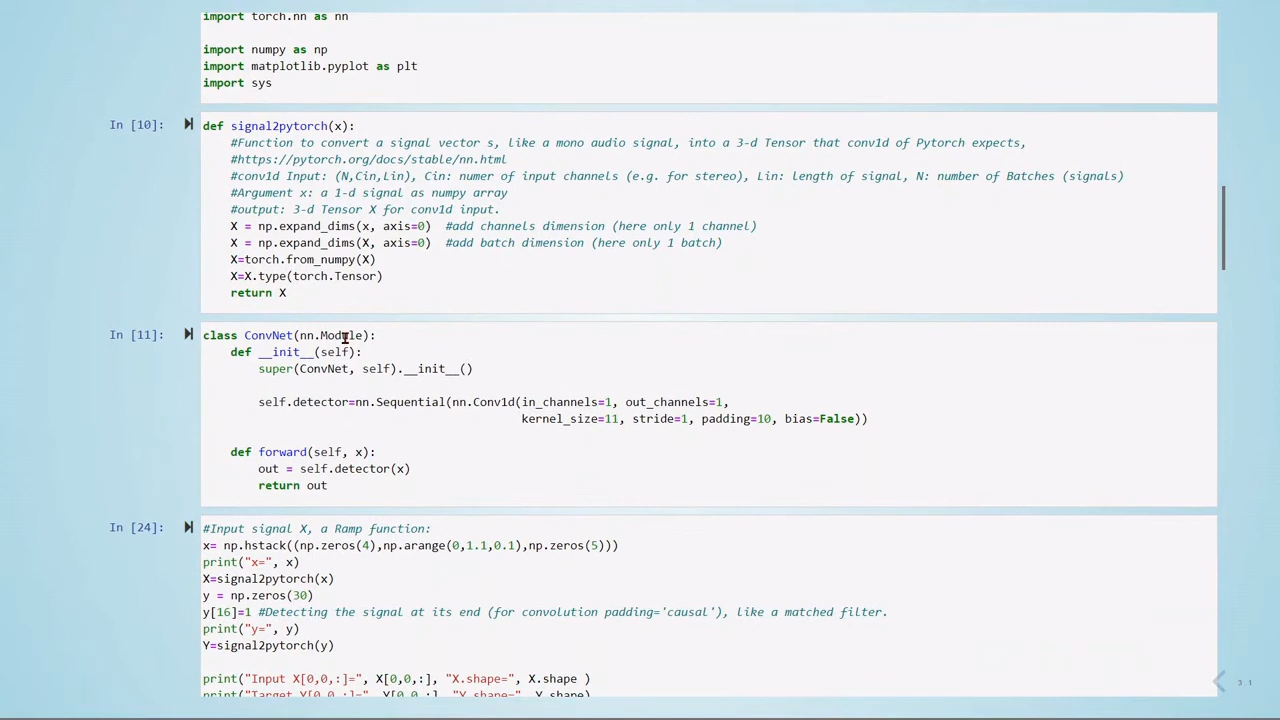 import torch.nn as nn
import numpy as np
import matplotlib.pyplot as plt
import sys
In [10]:
def signal2pytorch(x):
#Function to convert a signal vector s, like a mono audio signal, into a 3-d Tensor that conv1d of Pytorch expects,
#https://pytorch.org/docs/stable/nn.html
#conv1d Input: (N,Cin,Lin), Cin: numer of input channels (e.g. for stereo), Lin: length of signal, N: number of Batches (signals)
#Argument x: a 1-d signal as numpy array
#output: 3-d Tensor X for conv1d input.
X = np.expand_dims(x, axis=0)  #add channels dimension (here only 1 channel)
X = np.expand_dims(X, axis=0)  #add batch dimension (here only 1 batch)
X=torch.from_numpy(X)
X=X.type(torch.Tensor)
return X
In [11]:
class ConvNet(nn.Module):
def __init__(self):
super(ConvNet, self).__init__()
self.detector=nn.Sequential(nn.Conv1d(in_channels=1, out_channels=1,
kernel_size=11, stride=1, padding=10, bias=False))
def forward(self, x):
out = self.detector(x)
return out
In [24]:
#Input signal X, a Ramp function:
x= np.hstack((np.zeros(4),np.arange(0,1.1,0.1),np.zeros(5)))
print("x=", x)
X=signal2pytorch(x)
y = np.zeros(30)
y[16]=1 #Detecting the signal at its end (for convolution padding='causal'), like a matched filter.
print("y=", y)
Y=signal2pytorch(y)
print("Input X[0,0,:]=", X[0,0,:], "X.shape=", X.shape )
print("Target Y[0,0,:]=", Y[0,0,:], "Y.shape=", Y.shape)
3.1